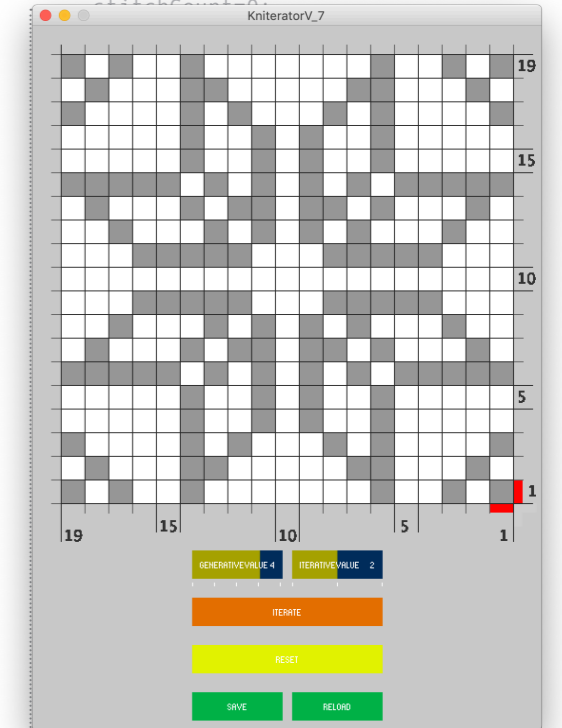 stitchCount=0;
KniteratorV_7
19
15
10
5
1
19 15 10 5 1
GENERATIVEVALUE 4 ITERATIVEVALUE 2
ITERATE
RESET
SAVE RELOAD